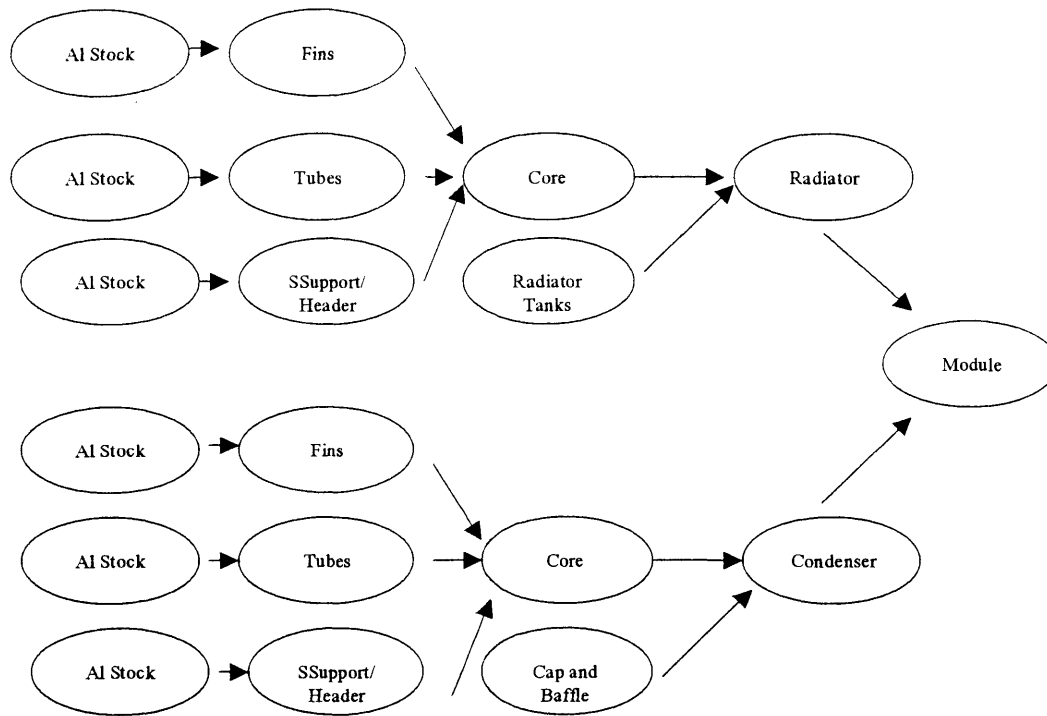 Al Stock
Fins
Al Stock
Tubes
Core
Radiator
Al Stock
SSupport/
Header
Radiator
Tanks
Module
Al Stock
Fins
Al Stock
Tubes
Core
Condenser
Al Stock
SSupport/
Header
Cap and
Baffle